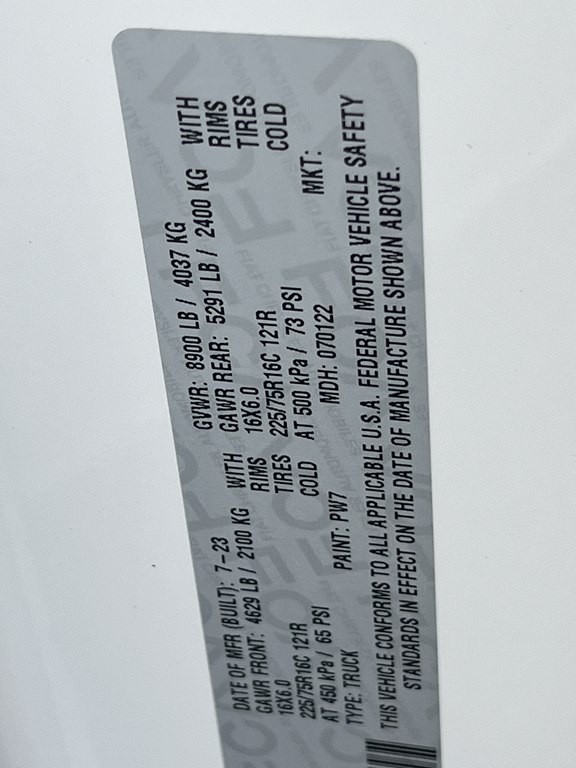 DATE OF MFR (BUILT): 7-23 GVWR: 8900 LB / 4037 KG
GAWR FRONT: 4629 LB / 2100 KG WITH GAWR REAR: 5291 LB / 2400 KG WITH
16X6.0 RIMS 16X6.0 RIMS
225/75R16C 121R TIRES 225/75R16C 121R TIRES
AT 450 kPa / 65 PSI COLD AT 500 kPa / 73 PSI COLD
TYPE: TRUCK PAINT: PW7 MDH: 070122 MKT:
THIS VEHICLE CONFORMS TO ALL APPLICABLE U.S.A. FEDERAL MOTOR VEHICLE SAFETY
STANDARDS IN EFFECT ON THE DATE OF MANUFACTURE SHOWN ABOVE.